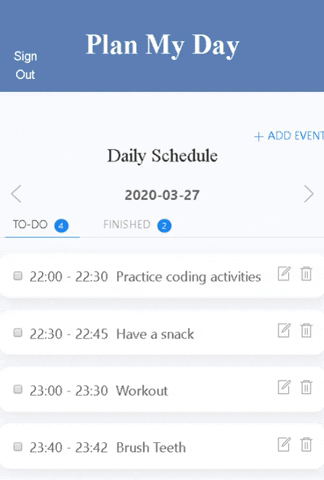 Plan My Day
Sign
Out
+ ADD EVENT
Daily Schedule
2020-03-27
TO-DO 4 FINISHED 2
22:00 - 22:30 Practice coding activities
22:30 - 22:45 Have a snack
23:00 - 23:30 Workout
23:40 - 23:42 Brush Teeth